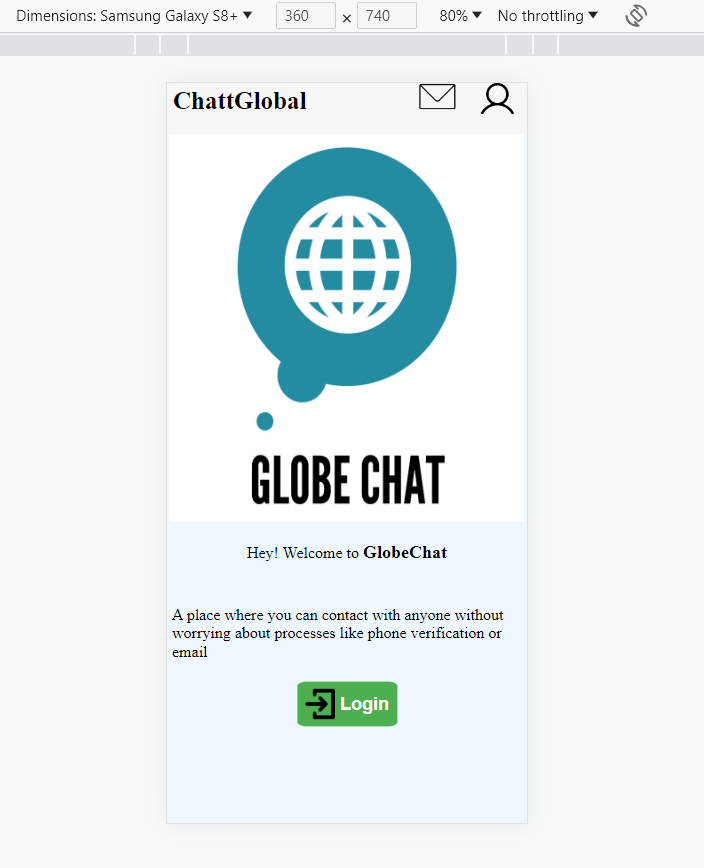 Dimensions: Samsung Galaxy S8+ ▼ 360 × 740 80% ▼ No throttling ▼
ChattGlobal
GLOBE CHAT
Hey! Welcome to GlobeChat
A place where you can contact with anyone without
worrying about processes like phone verification or
email
Login